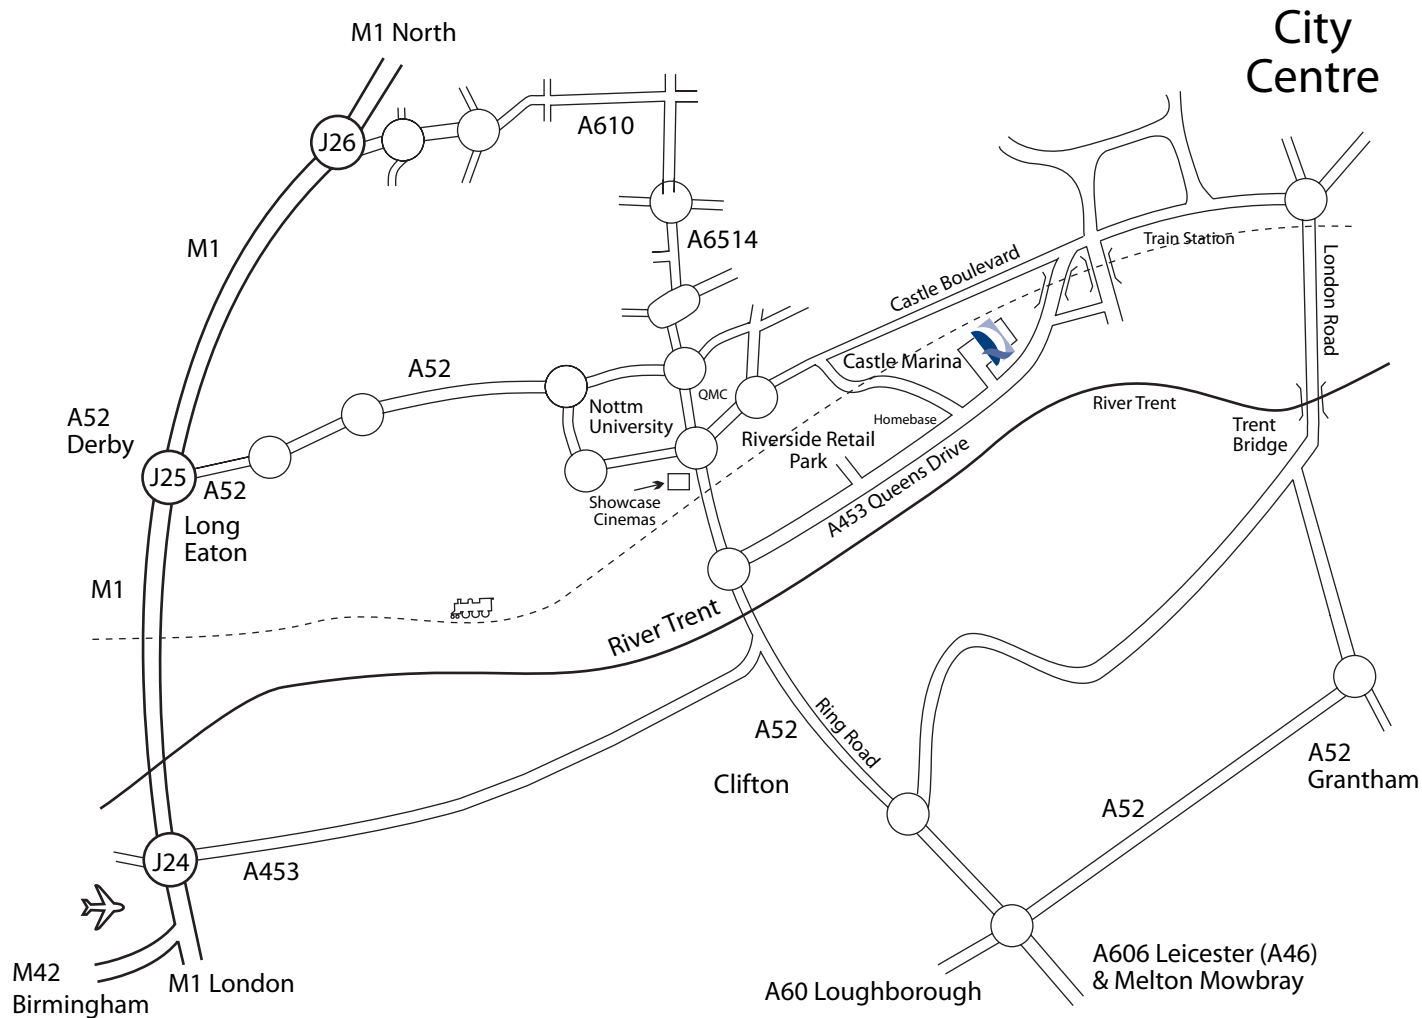 M1 North
City
Centre
J26
A610
M1
A6514
Train Station
Castle Boulevard
London Road
A52
Castle Marina
QMC
A52
Derby
Nottm
University
Homebase
River Trent
Trent
Bridge
Riverside Retail
Park
J25
A52
A453 Queens Drive
Showcase
Cinemas
Long
Eaton
M1
River Trent
Ring Road
A52
Clifton
A52
Grantham
A52
J24
A453
M42
Birmingham
M1 London
A606 Leicester (A46)
& Melton Mowbray
A60 Loughborough